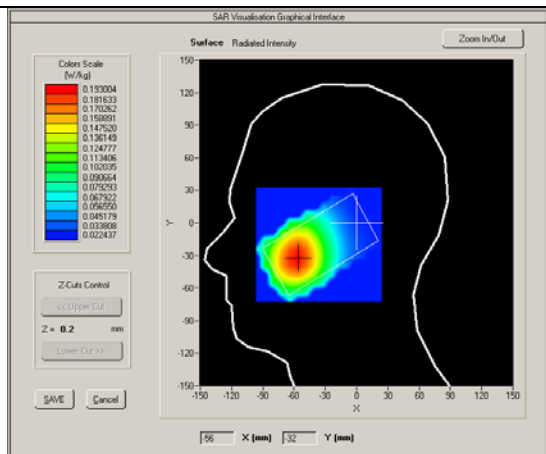 SAR Visualisation Graphical Interface
Surface Radiated Intensity
Zoom In/Out
Colors Scale
(W/kg)
0.193004
0.181633
0.170262
0.158891
0.147520
0.136149
0.124777
0.113406
0.102035
0.090664
0.079293
0.067922
0.056550
0.045179
0.033808
0.022437
Z-Cuts Control
<< Upper Cut
Z = 0.2 mm
Lower Cut >>
SAVE Cancel
150
120
90
60
30
0
-30
-60
-90
-120
-150
Y
-150 -120 -90 -60 -30 0 30 60 90 120 150
X
-56 X (mm) -32 Y (mm)